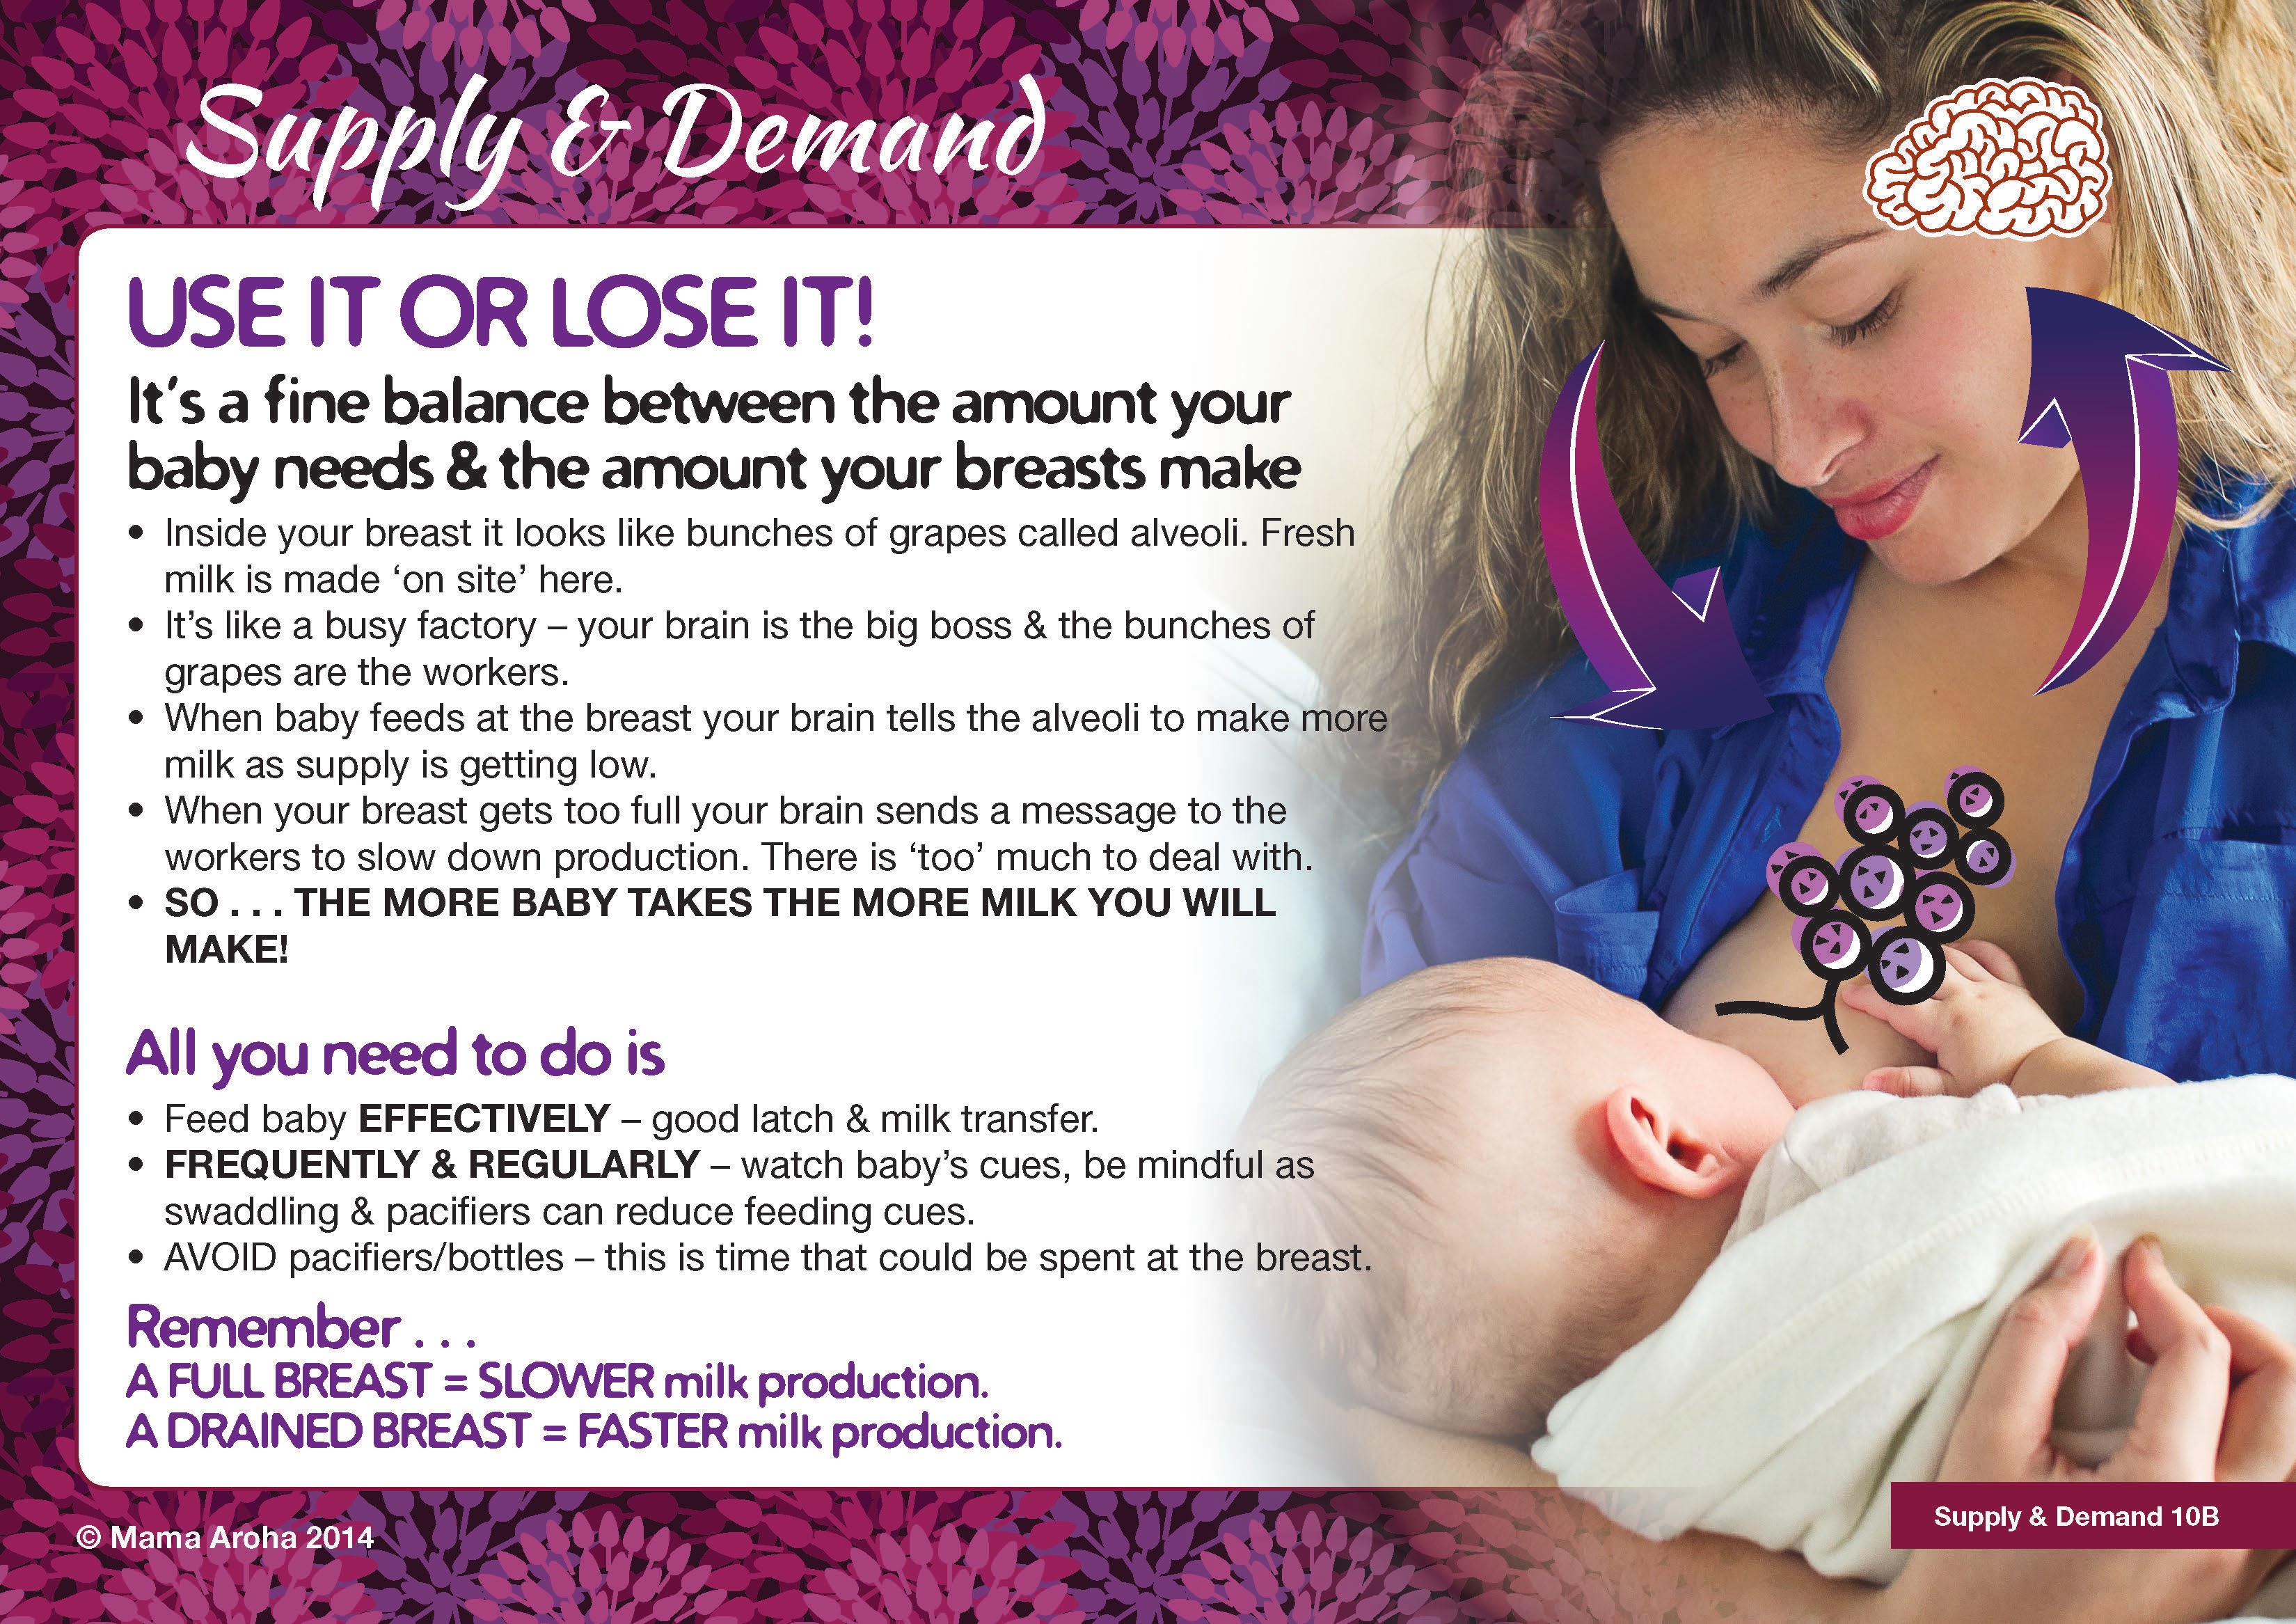 Supply & Demand
USE IT OR LOSE IT!
It's a fine balance between the amount your
baby needs & the amount your breasts make
• Inside your breast it looks like bunches of grapes called alveoli. Fresh
milk is made ‘on site’ here.
• It’s like a busy factory – your brain is the big boss & the bunches of
grapes are the workers.
• When baby feeds at the breast your brain tells the alveoli to make more
milk as supply is getting low.
• When your breast gets too full your brain sends a message to the
workers to slow down production. There is ‘too’ much to deal with.
• SO . . . THE MORE BABY TAKES THE MORE MILK YOU WILL
MAKE!
All you need to do is
• Feed baby EFFECTIVELY – good latch & milk transfer.
• FREQUENTLY & REGULARLY – watch baby’s cues, be mindful as
swaddling & pacifiers can reduce feeding cues.
• AVOID pacifiers/bottles – this is time that could be spent at the breast.
Remember . . .
A FULL BREAST = SLOWER milk production.
A DRAINED BREAST = FASTER milk production.
© Mama Aroha 2014
Supply & Demand 10B